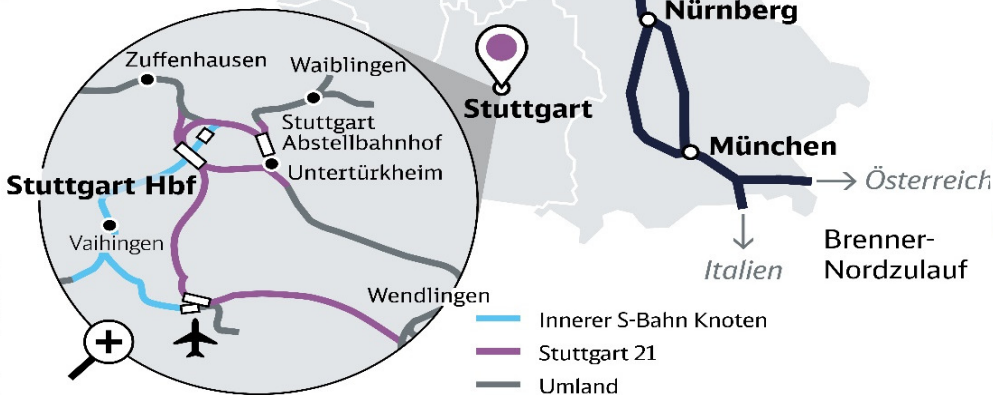 Nürnberg
Zuffenhausen
Waiblingen
Stuttgart
Stuttgart
Abstellbahnhof
München
Untertürkheim
Österreich
Stuttgart Hbf
Vaihingen
Brenner-
Nordzulauf
Italien
Wendlingen
Innerer S-Bahn Knoten
Stuttgart 21
Umland